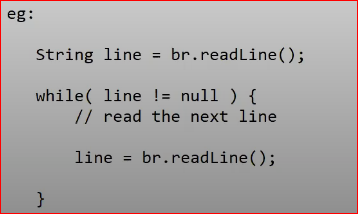 eg:
String line = br.readLine();
while( line != null ) {
// read the next line
line = br.readLine();
}